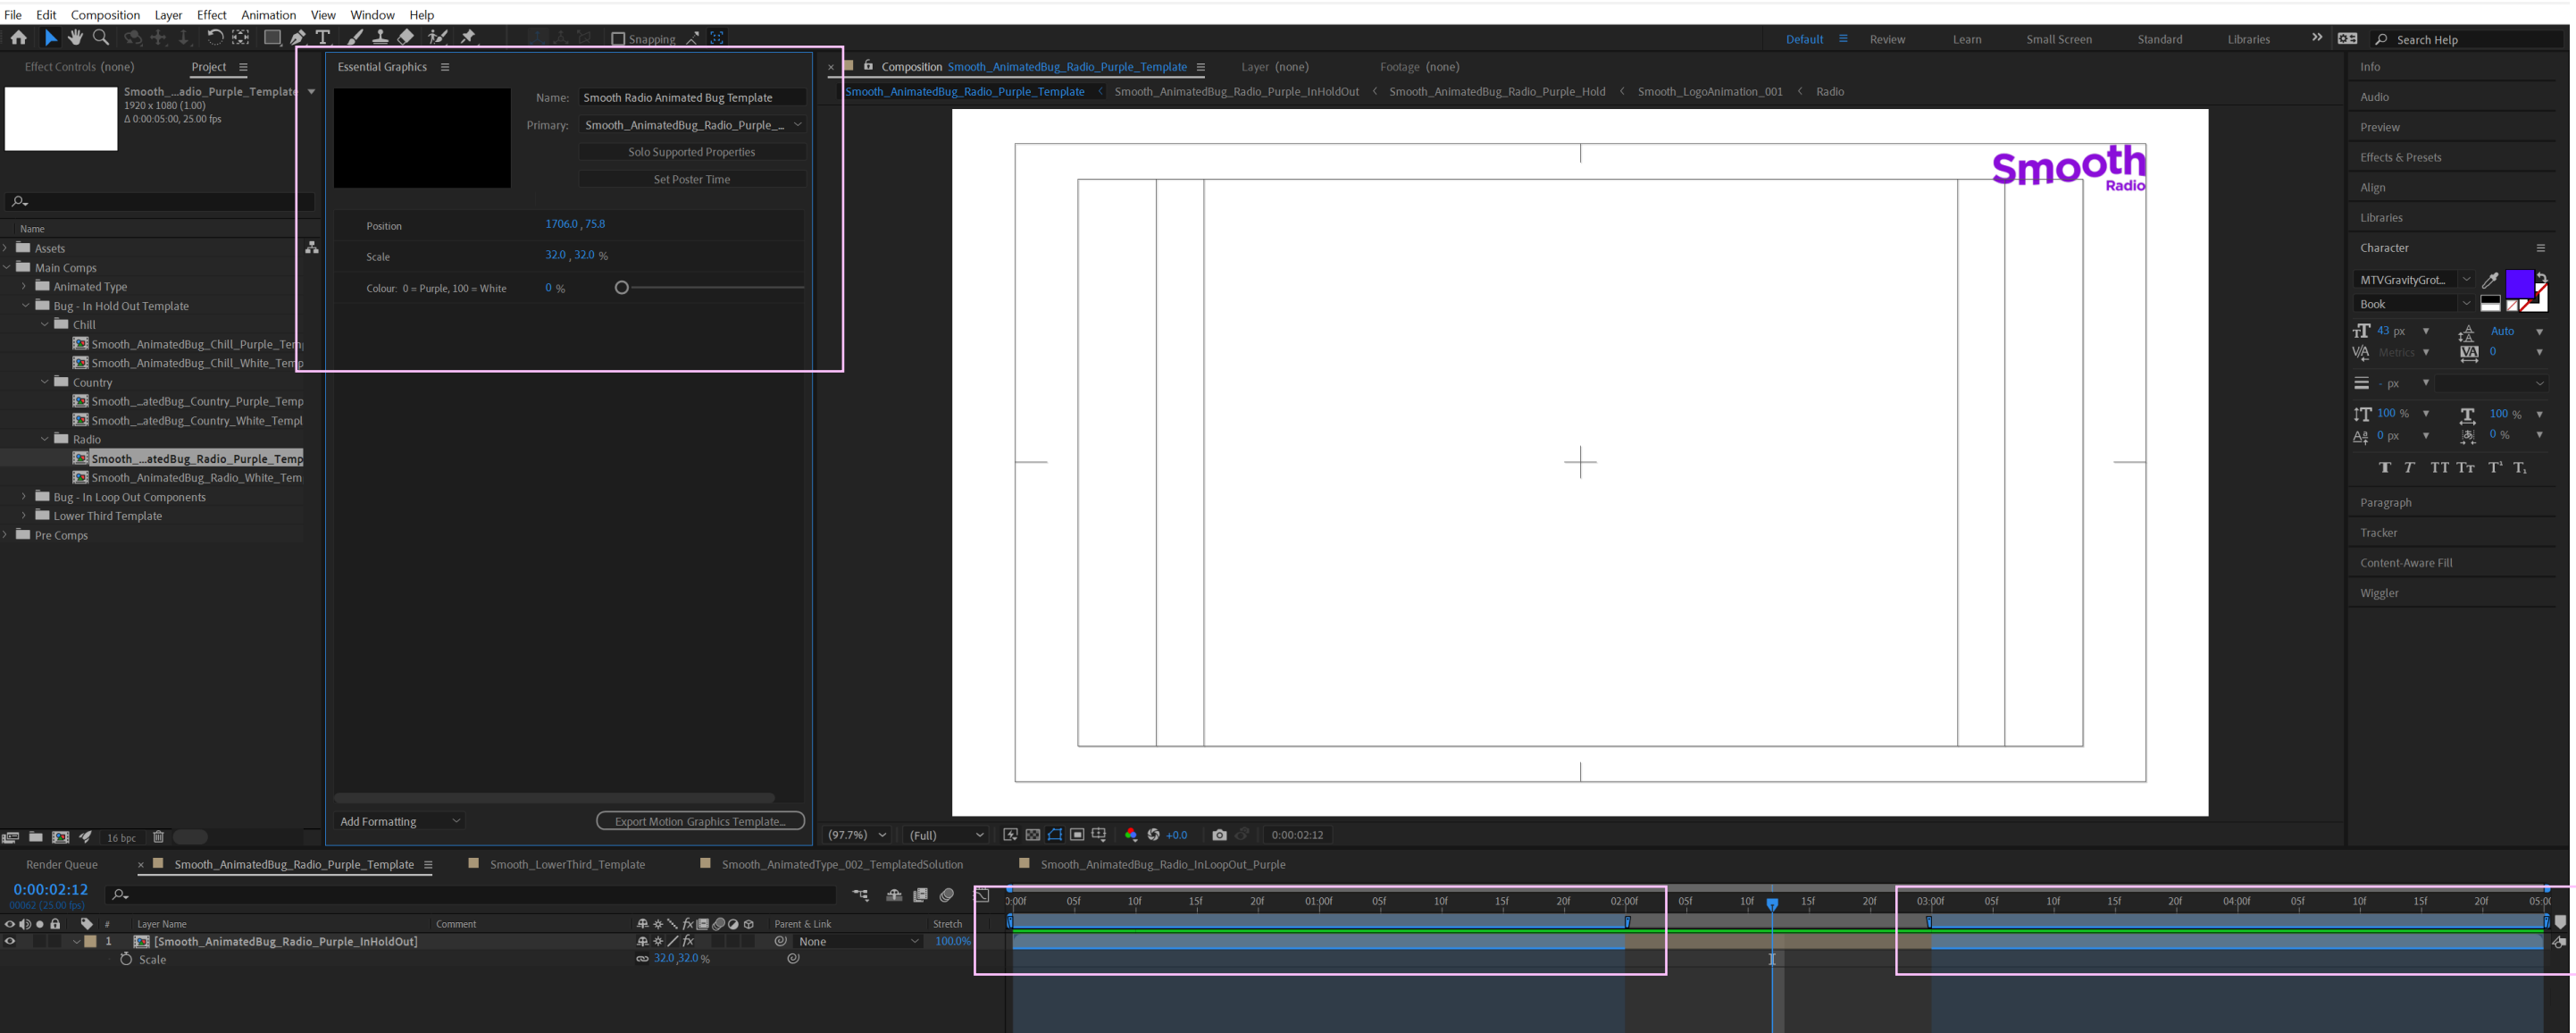 File Edit Composition Layer Effect Animation View Window Help
Snapping
Default Review Learn Small Screen Standard Libraries Search Help
Effect Controls (none) Project
Smooth_...adio_Purple_Template
1920 x 1080 (1.00)
Δ 0:00:05:00, 25.00 fps
Name
Assets
Main Comps
Animated Type
Bug - In Hold Out Template
Chill
Smooth_AnimatedBug_Chill_Purple_Tem
Smooth_AnimatedBug_Chill_White_Temp
Country
Smooth_...atedBug_Country_Purple_Temp
Smooth_...atedBug_Country_White_Templ
Radio
Smooth_...atedBug_Radio_Purple_Temp
Smooth_AnimatedBug_Radio_White_Tem
Bug - In Loop Out Components
Lower Third Template
Pre Comps
16 bpc
Essential Graphics
Name: Smooth Radio Animated Bug Template
Primary: Smooth_AnimatedBug_Radio_Purple_...
Solo Supported Properties
Set Poster Time
Position 1706.0 , 75.8
Scale 32.0 , 32.0 %
Colour: 0 = Purple, 100 = White 0 %
Add Formatting Export Motion Graphics Template...
Composition Smooth_AnimatedBug_Radio_Purple_Template Layer (none) Footage (none)
Smooth_AnimatedBug_Radio_Purple_Template Smooth_AnimatedBug_Radio_Purple_InHoldOut Smooth_AnimatedBug_Radio_Purple_Hold Smooth_LogoAnimation_001 Radio
Smooth
Radio
(97.7%) (Full) +0.0 0:00:02:12
Info
Audio
Preview
Effects & Presets
Align
Libraries
Character
MTVGravityGrot...
Book
43 px Auto
Metrics 0
- px
100 % 100 %
0 px 0 %
T T TT Tт T¹ T₁
Paragraph
Tracker
Content-Aware Fill
Wiggler
Render Queue Smooth_AnimatedBug_Radio_Purple_Template Smooth_LowerThird_Template Smooth_AnimatedType_002_TemplatedSolution Smooth_AnimatedBug_Radio_InLoopOut_Purple
0:00:02:12
00062 (25.00 fps)
# Layer Name Comment Parent & Link Stretch
1 [Smooth_AnimatedBug_Radio_Purple_InHoldOut] None 100.0%
Scale 32.0,32.0 %
0:00f 05f 10f 15f 20f 01:00f 05f 10f 15f 20f 02:00f 05f 10f 15f 20f 03:00f 05f 10f 15f 20f 04:00f 05f 10f 15f 20f 05:00